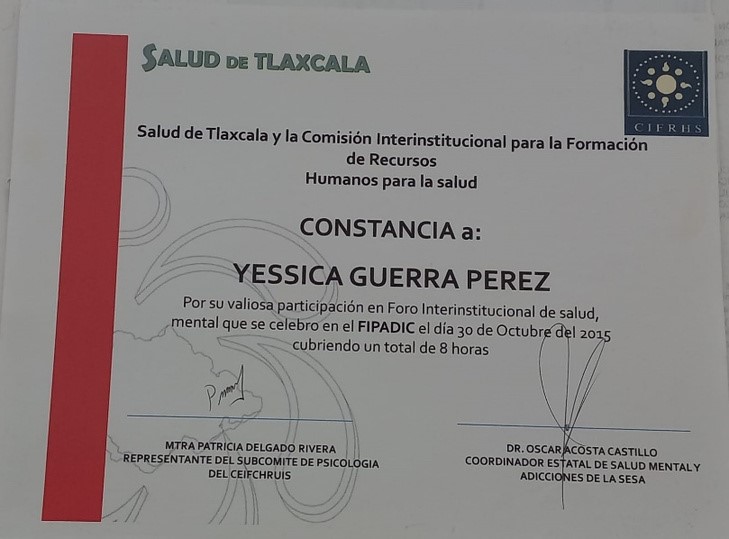 SALUD DE TLAXCALA
CIFRHS
Salud de Tlaxcala y la Comisión Interinstitucional para la Formación
de Recursos
Humanos para la salud
CONSTANCIA a:
YESSICA GUERRA PEREZ
Por su valiosa participación en Foro Interinstitucional de salud,
mental que se celebro en el FIPADIC el día 30 de Octubre del 2015
cubriendo un total de 8 horas
MTRA PATRICIA DELGADO RIVERA
REPRESENTANTE DEL SUBCOMITE DE PSICOLOGIA
DEL CEIFCHRUIS
DR. OSCAR ACOSTA CASTILLO
COORDINADOR ESTATAL DE SALUD MENTAL Y
ADICCIONES DE LA SESA